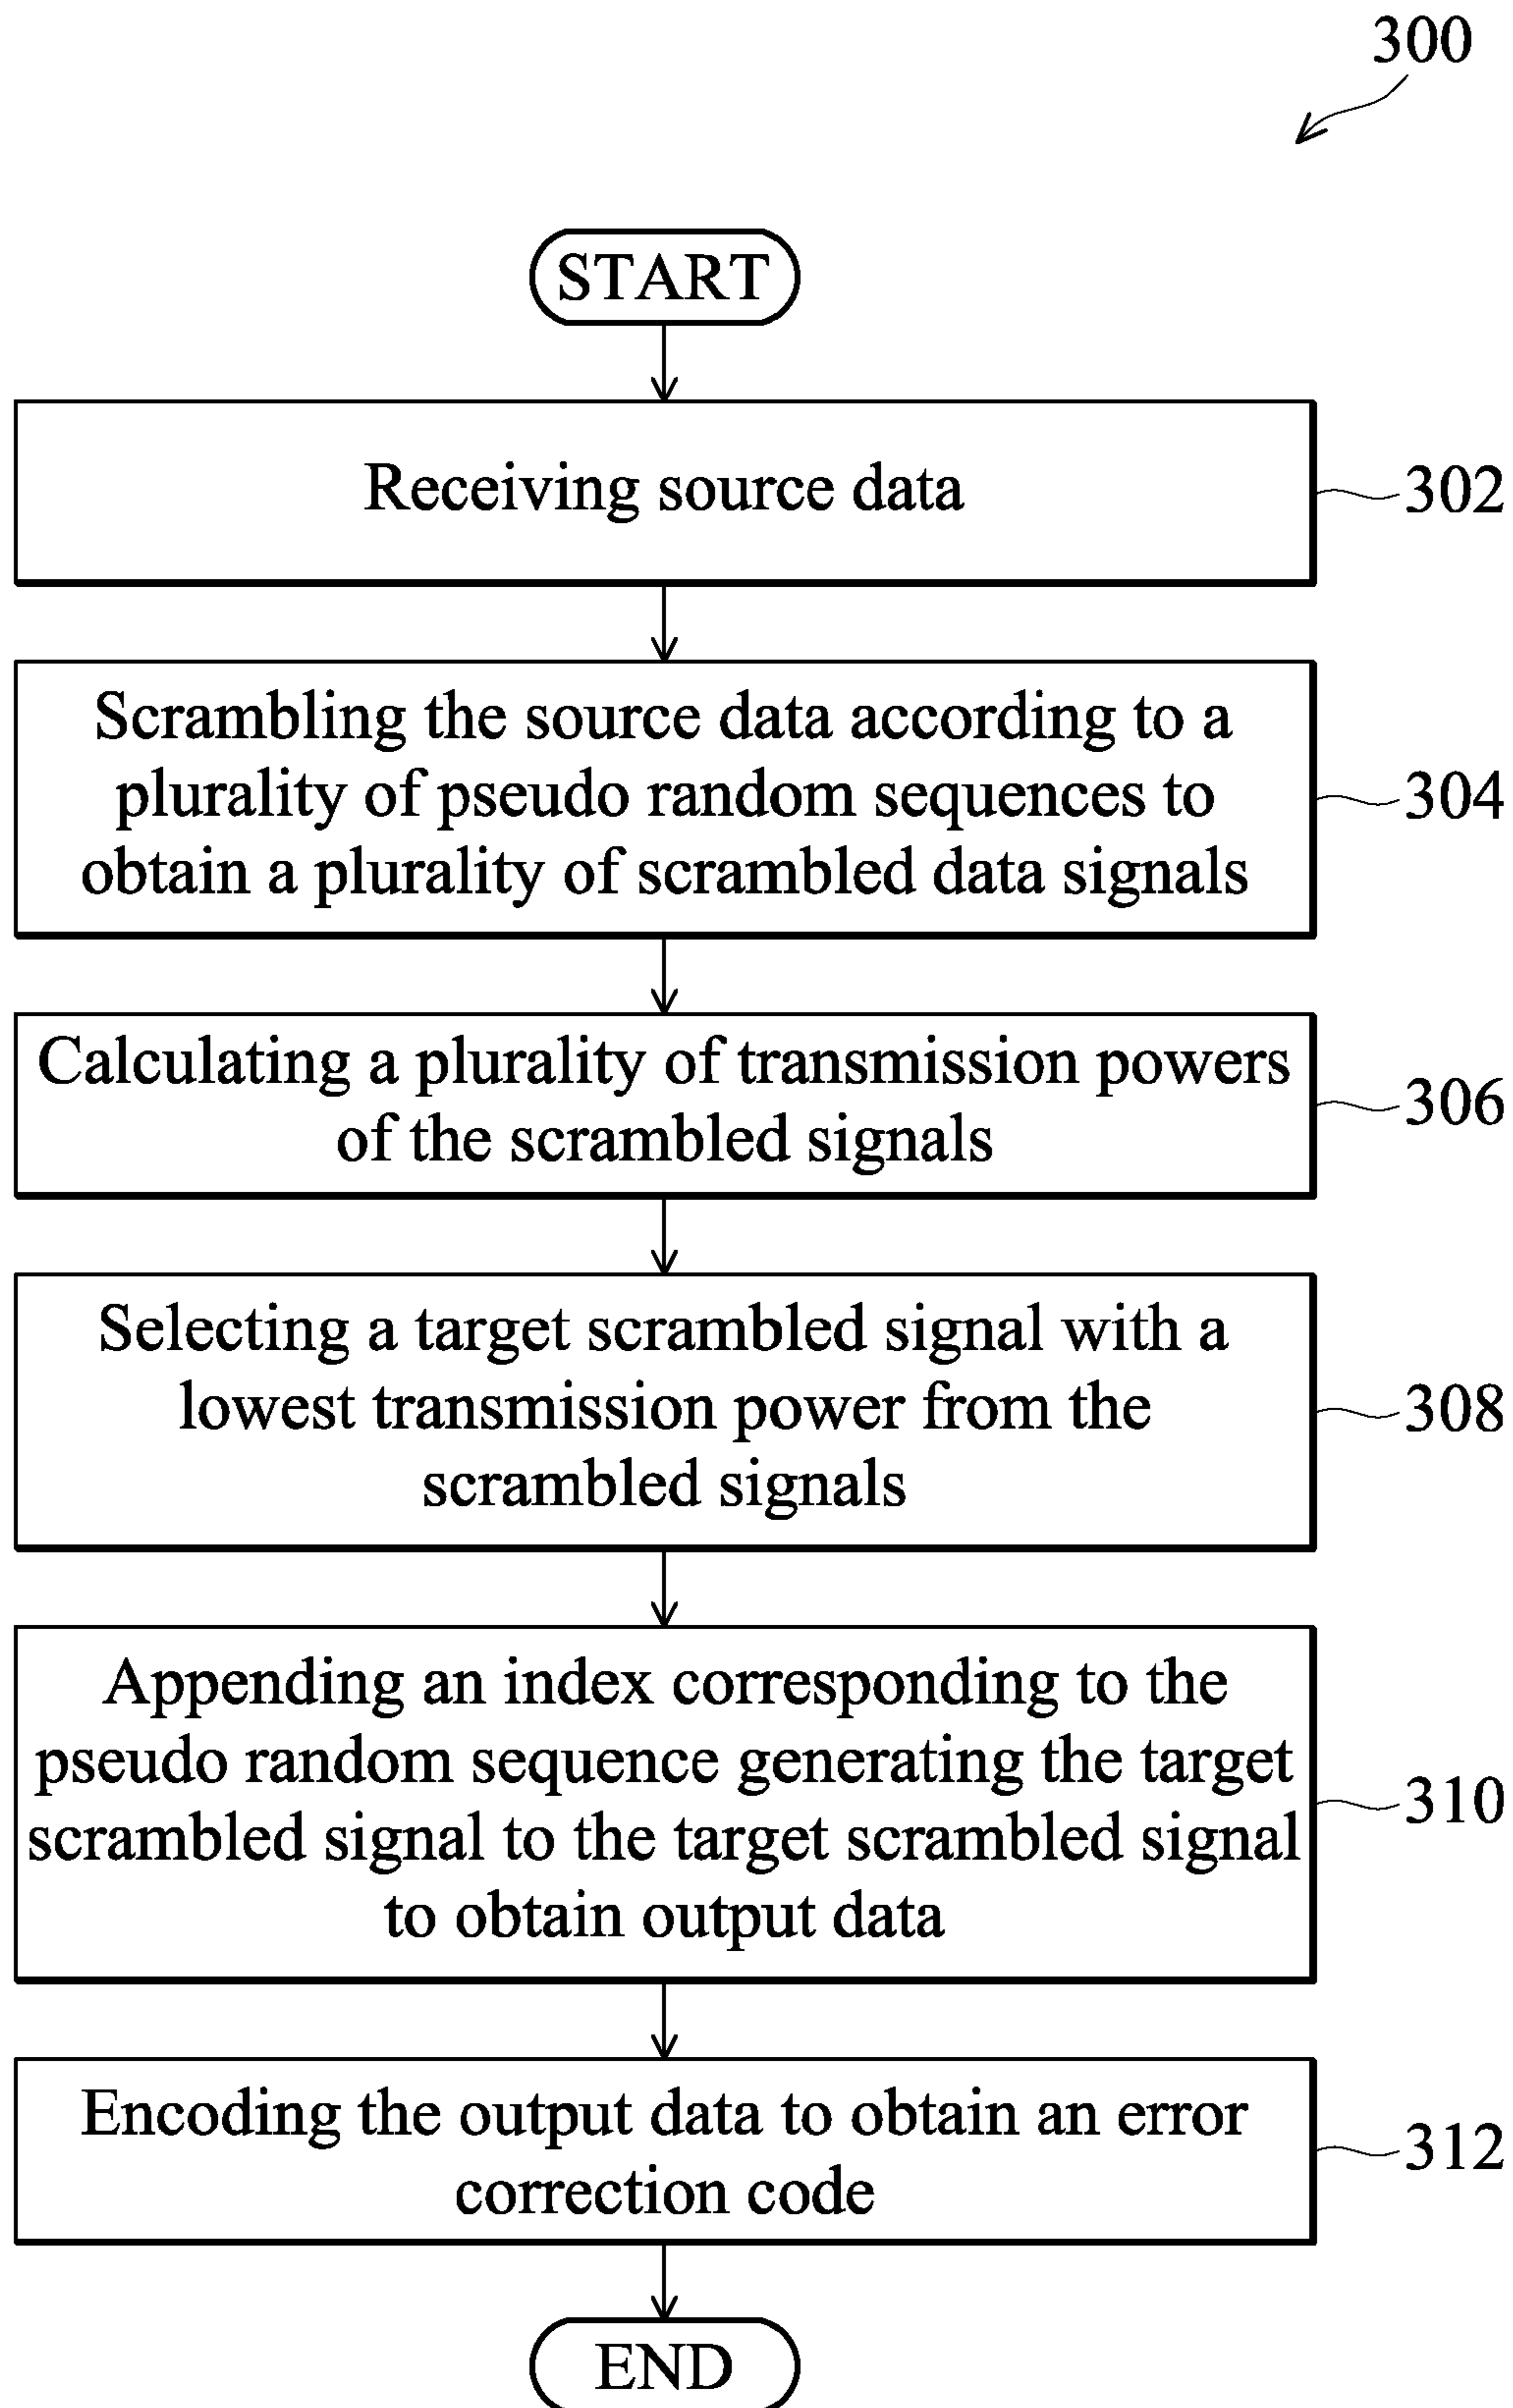 300
START
Receiving source data
302
Scrambling the source data according to a
plurality of pseudo random sequences to
obtain a plurality of scrambled data signals
304
Calculating a plurality of transmission powers
of the scrambled signals
306
Selecting a target scrambled signal with a
lowest transmission power from the
scrambled signals
308
Appending an index corresponding to the
pseudo random sequence generating the target
scrambled signal to the target scrambled signal
to obtain output data
310
Encoding the output data to obtain an error
correction code
312
END